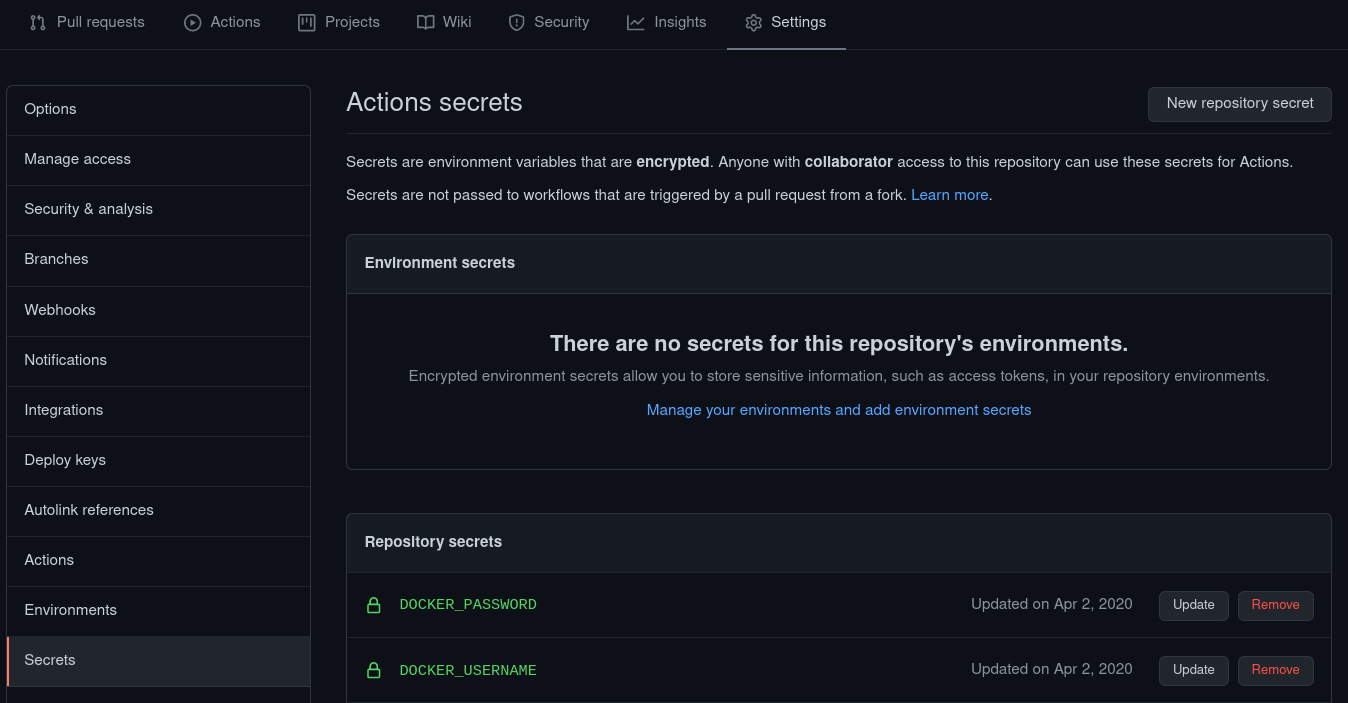 Pull requests Actions Projects Wiki Security Insights Settings
Options
Manage access
Security & analysis
Branches
Webhooks
Notifications
Integrations
Deploy keys
Autolink references
Actions
Environments
Secrets
Actions secrets
New repository secret
Secrets are environment variables that are encrypted. Anyone with collaborator access to this repository can use these secrets for Actions.
Secrets are not passed to workflows that are triggered by a pull request from a fork. Learn more.
Environment secrets
There are no secrets for this repository's environments.
Encrypted environment secrets allow you to store sensitive information, such as access tokens, in your repository environments.
Manage your environments and add environment secrets
Repository secrets
DOCKER_PASSWORD Updated on Apr 2, 2020 Update Remove
DOCKER_USERNAME Updated on Apr 2, 2020 Update Remove